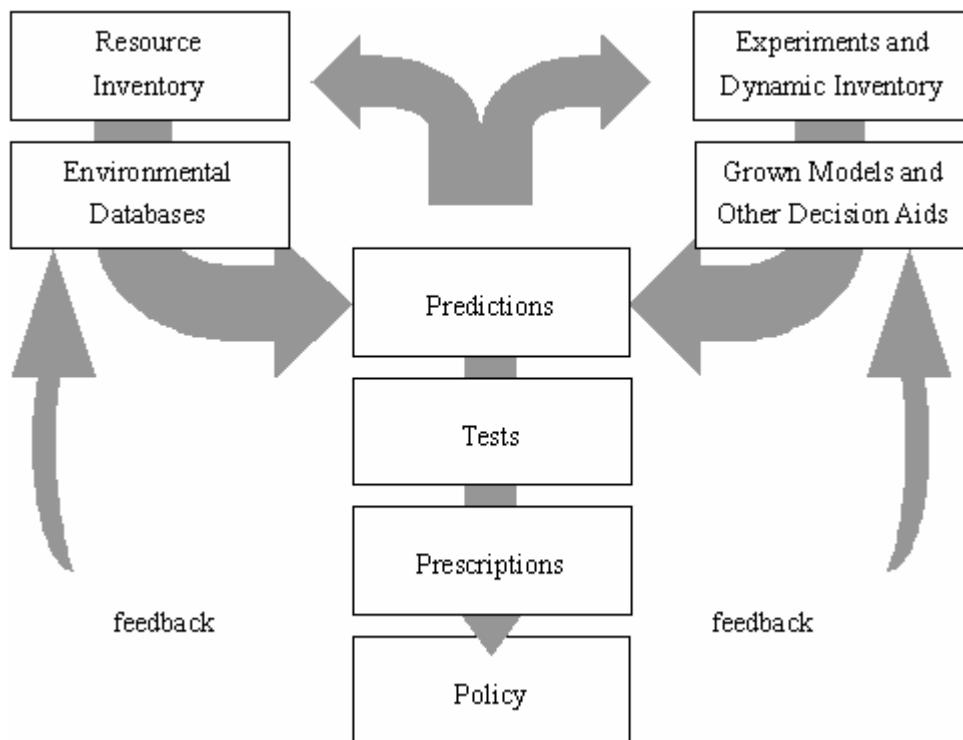 Resource
Inventory
Experiments and
Dynamic Inventory
Environmental
Databases
Grown Models and
Other Decision Aids
Predictions
Tests
Prescriptions
feedback
feedback
Policy